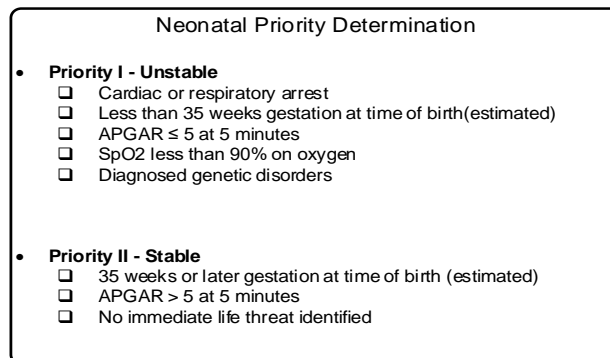 Neonatal Priority Determination
• Priority I - Unstable
❑ Cardiac or respiratory arrest
❑ Less than 35 weeks gestation at time of birth(estimated)
❑ APGAR ≤ 5 at 5 minutes
❑ SpO2 less than 90% on oxygen
❑ Diagnosed genetic disorders
• Priority II - Stable
❑ 35 weeks or later gestation at time of birth (estimated)
❑ APGAR > 5 at 5 minutes
❑ No immediate life threat identified